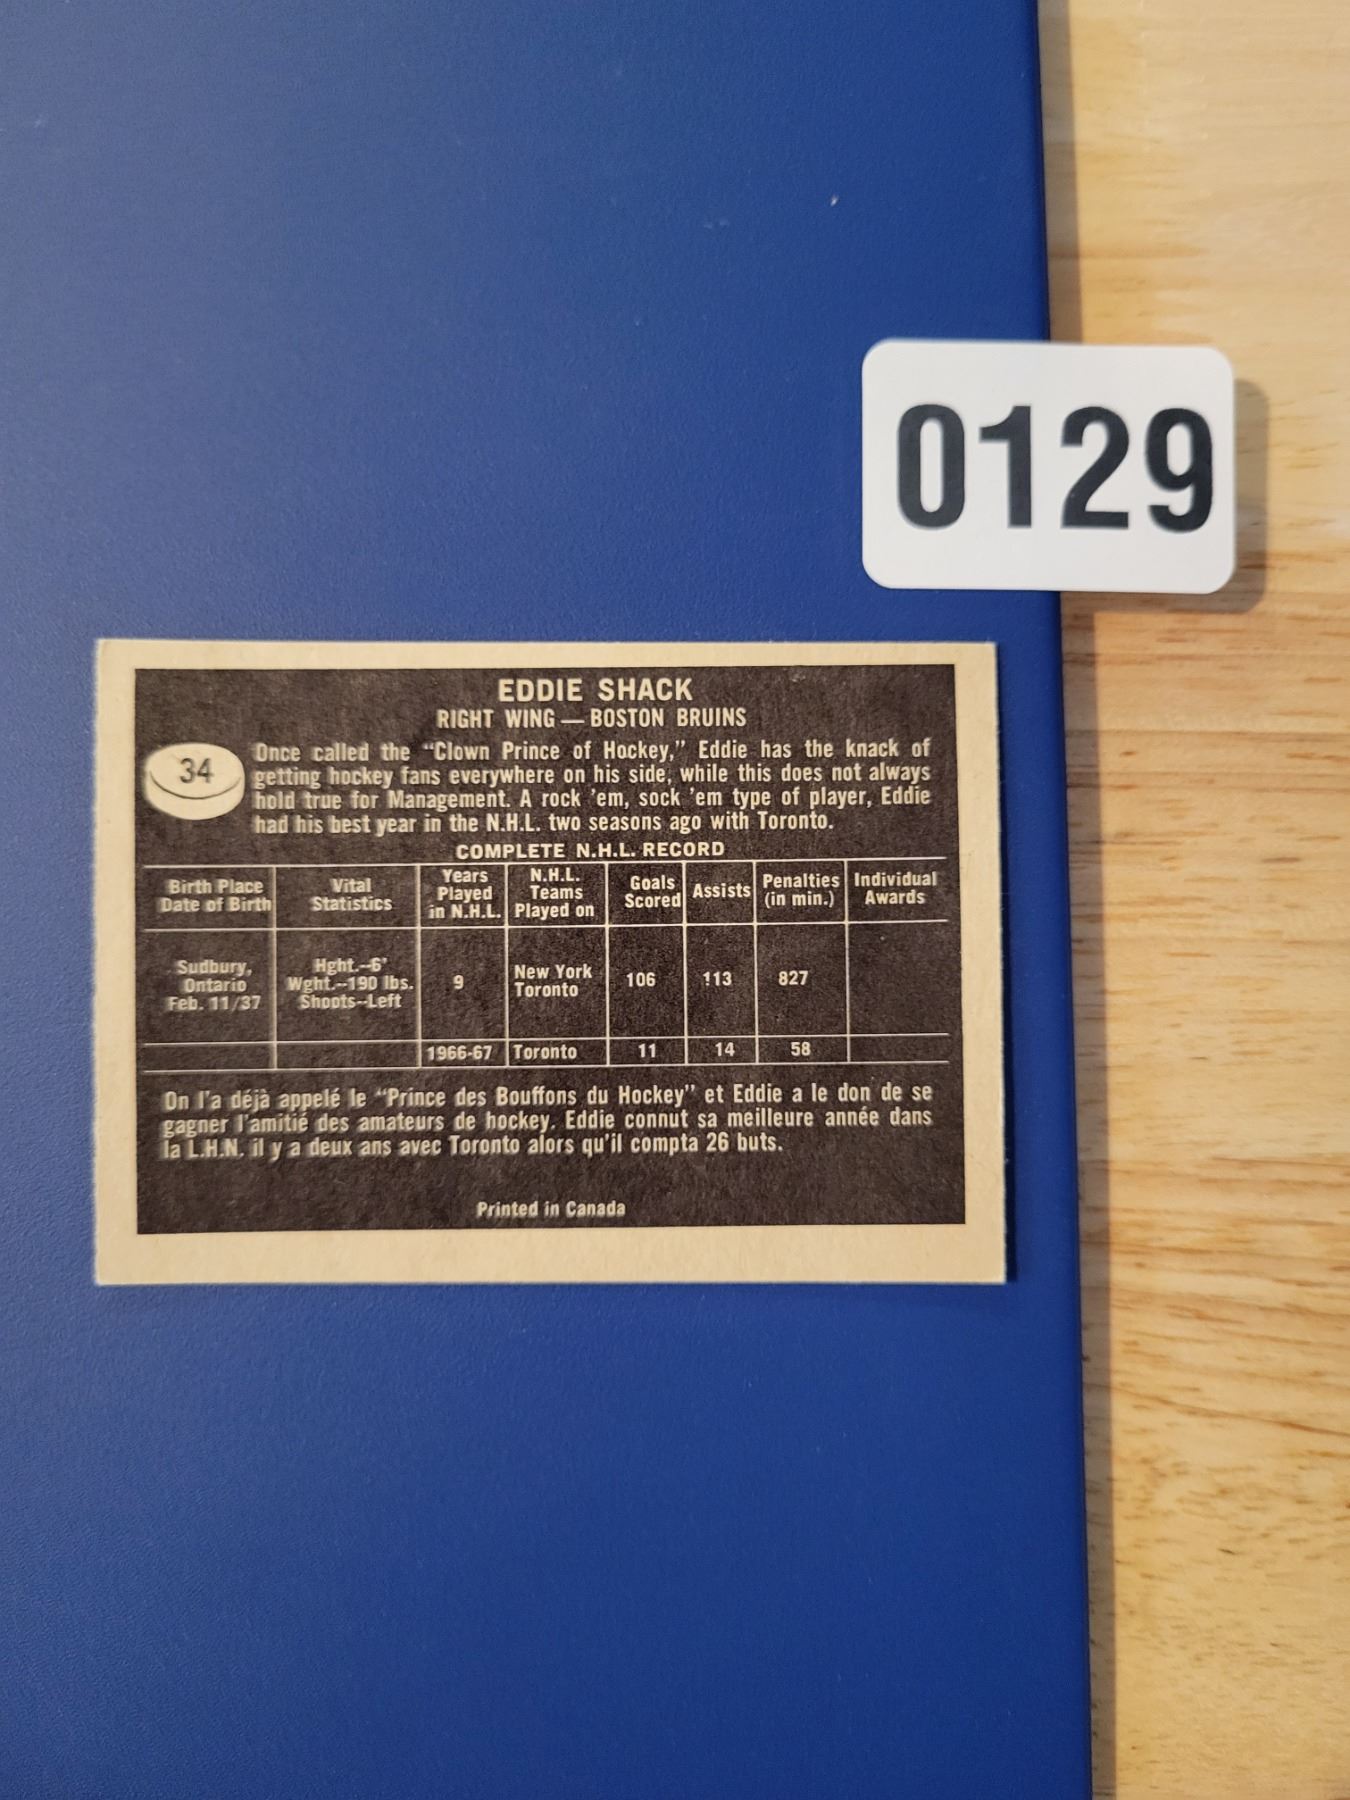 0129
EDDIE SHACK
RIGHT WING — BOSTON BRUINS
34
Once called the “Clown Prince of Hockey,” Eddie has the knack of
getting hockey fans everywhere on his side, while this does not always
hold true for Management. A rock ’em, sock ’em type of player, Eddie
had his best year in the N.H.L. two seasons ago with Toronto.
COMPLETE N.H.L. RECORD
Birth Place
Date of Birth
Vital
Statistics
Years
Played
in N.H.L.
N.H.L.
Teams
Played on
Goals
Scored
Assists
Penalties
(in min.)
Individual
Awards
Sudbury,
Ontario
Feb. 11/37
Hght.--6'
Wght.--190 lbs.
Shoots--Left
9
New York
Toronto
106
113
827
1966-67
Toronto
11
14
58
On l’a déjà appelé le “Prince des Bouffons du Hockey” et Eddie a le don de se
gagner l’amitié des amateurs de hockey. Eddie connut sa meilleure année dans
la L.H.N. il y a deux ans avec Toronto alors qu’il compta 26 buts.
Printed in Canada